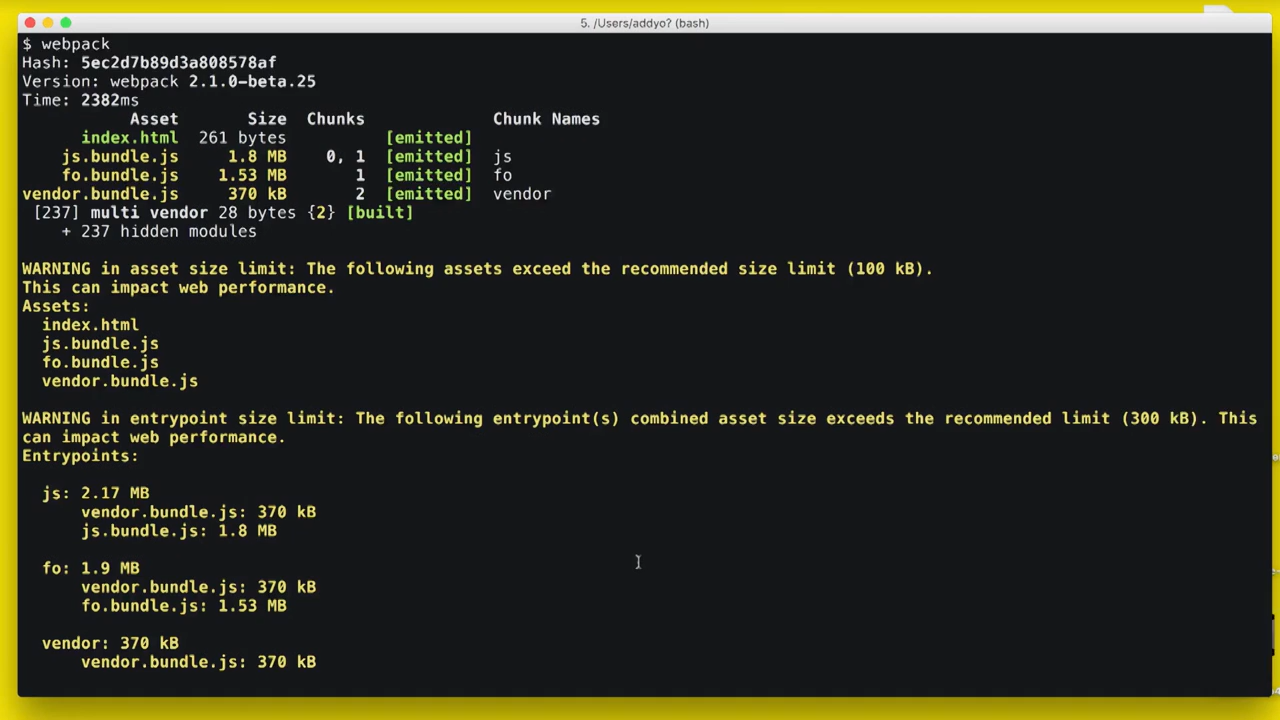 5. /Users/addyo? (bash)
$ webpack
Hash: 5ec2d7b89d3a808578af
Version: webpack 2.1.0-beta.25
Time: 2382ms
Asset Size Chunks Chunk Names
index.html 261 bytes [emitted]
js.bundle.js 1.8 MB 0, 1 [emitted] js
fo.bundle.js 1.53 MB 1 [emitted] fo
vendor.bundle.js 370 kB 2 [emitted] vendor
[237] multi vendor 28 bytes {2} [built]
+ 237 hidden modules
WARNING in asset size limit: The following assets exceed the recommended size limit (100 kB).
This can impact web performance.
Assets:
index.html
js.bundle.js
fo.bundle.js
vendor.bundle.js
WARNING in entrypoint size limit: The following entrypoint(s) combined asset size exceeds the recommended limit (300 kB). This
can impact web performance.
Entrypoints:
js: 2.17 MB
vendor.bundle.js: 370 kB
js.bundle.js: 1.8 MB
fo: 1.9 MB
vendor.bundle.js: 370 kB
fo.bundle.js: 1.53 MB
vendor: 370 kB
vendor.bundle.js: 370 kB